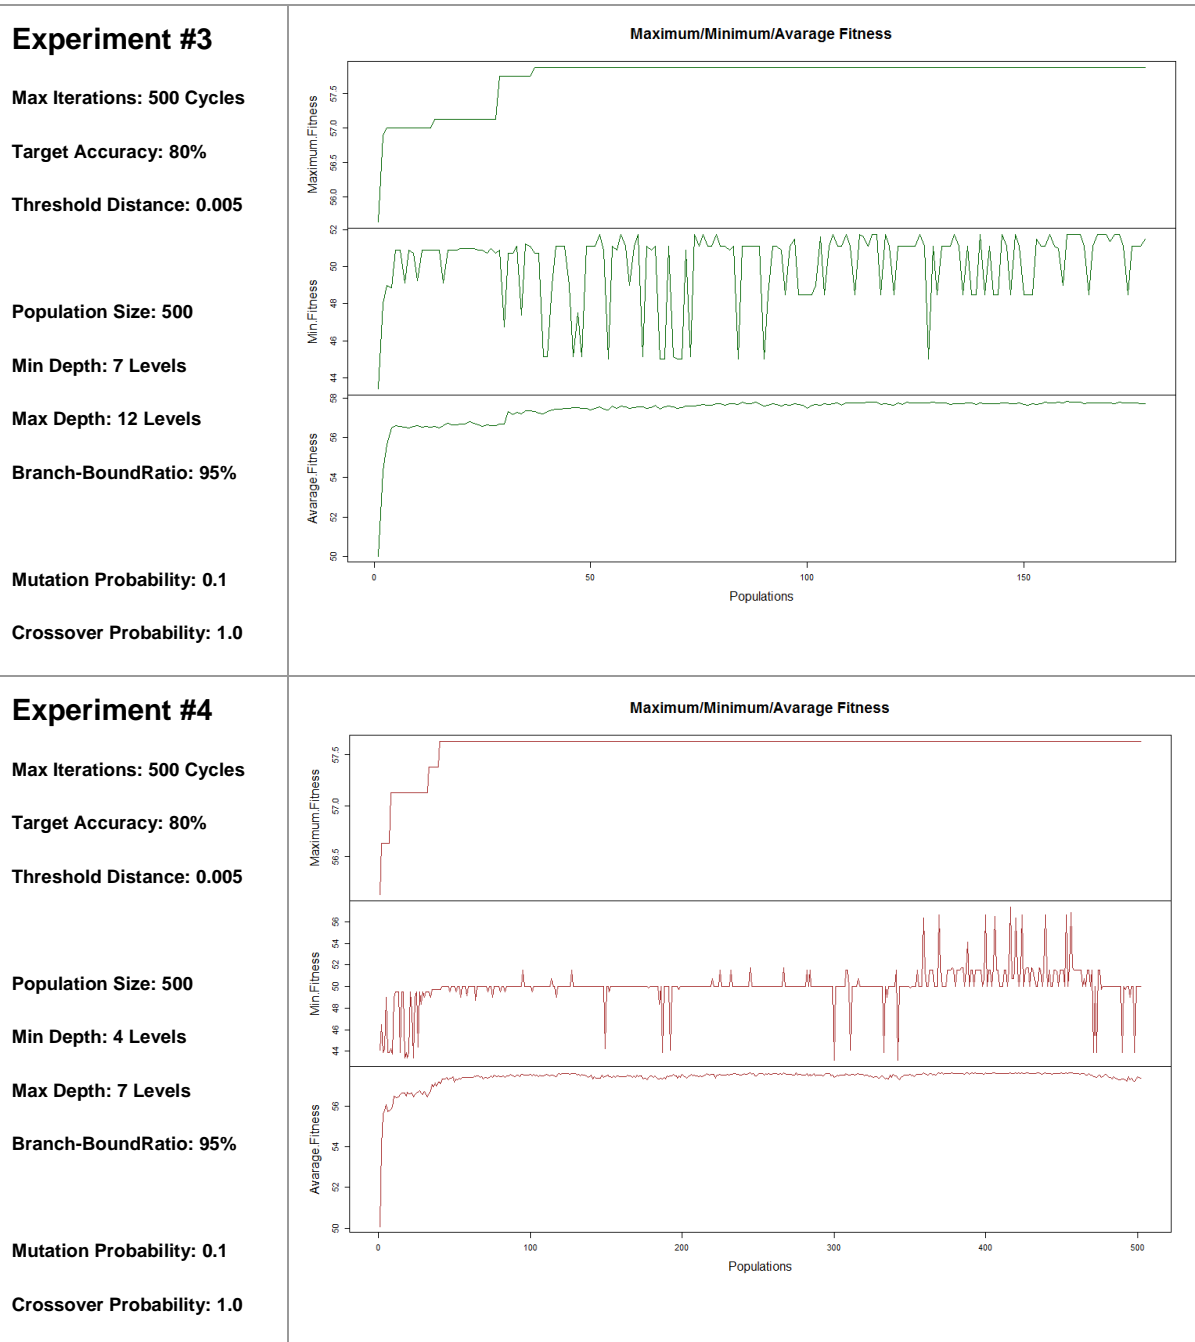 Experiment #3
Max Iterations: 500 Cycles
Target Accuracy: 80%
Threshold Distance: 0.005
Population Size: 500
Min Depth: 7 Levels
Max Depth: 12 Levels
Branch-BoundRatio: 95%
Mutation Probability: 0.1
Crossover Probability: 1.0
Maximum/Minimum/Avarage Fitness
Maximum.Fitness
57.5
57.0
56.5
56.0
Min.Fitness
52
50
48
46
44
Avarage.Fitness
58
56
54
52
50
0 50 100 150
Populations
Experiment #4
Max Iterations: 500 Cycles
Target Accuracy: 80%
Threshold Distance: 0.005
Population Size: 500
Min Depth: 4 Levels
Max Depth: 7 Levels
Branch-BoundRatio: 95%
Mutation Probability: 0.1
Crossover Probability: 1.0
Maximum/Minimum/Avarage Fitness
Maximum.Fitness
57.5
57.0
56.5
Min.Fitness
56
54
52
50
48
46
44
Avarage.Fitness
56
54
52
50
0 100 200 300 400 500
Populations